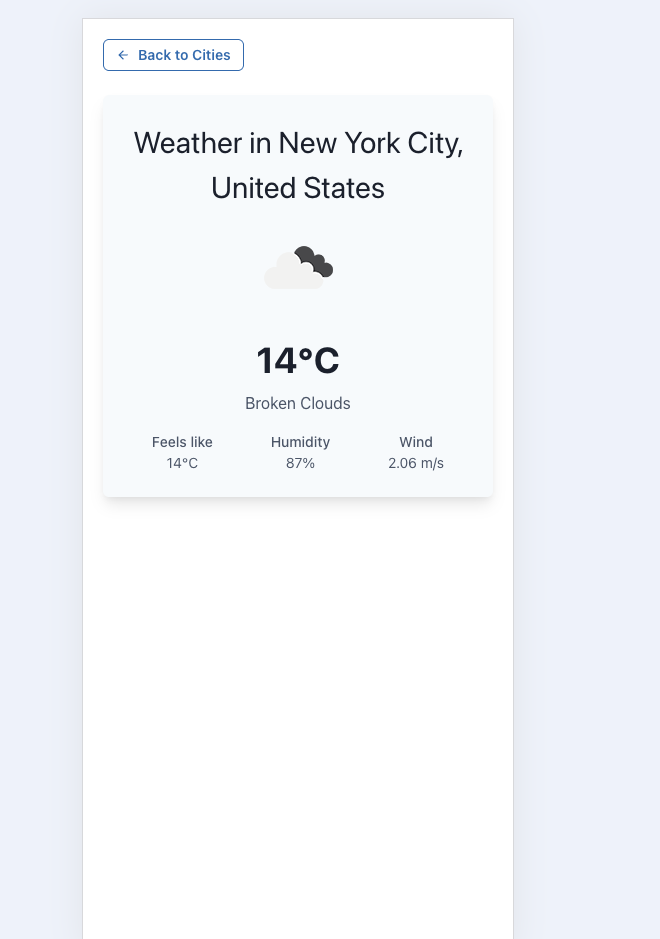 Back to Cities
Weather in New York City,
United States
14°C
Broken Clouds
Feels like Humidity Wind
14°C 87% 2.06 m/s